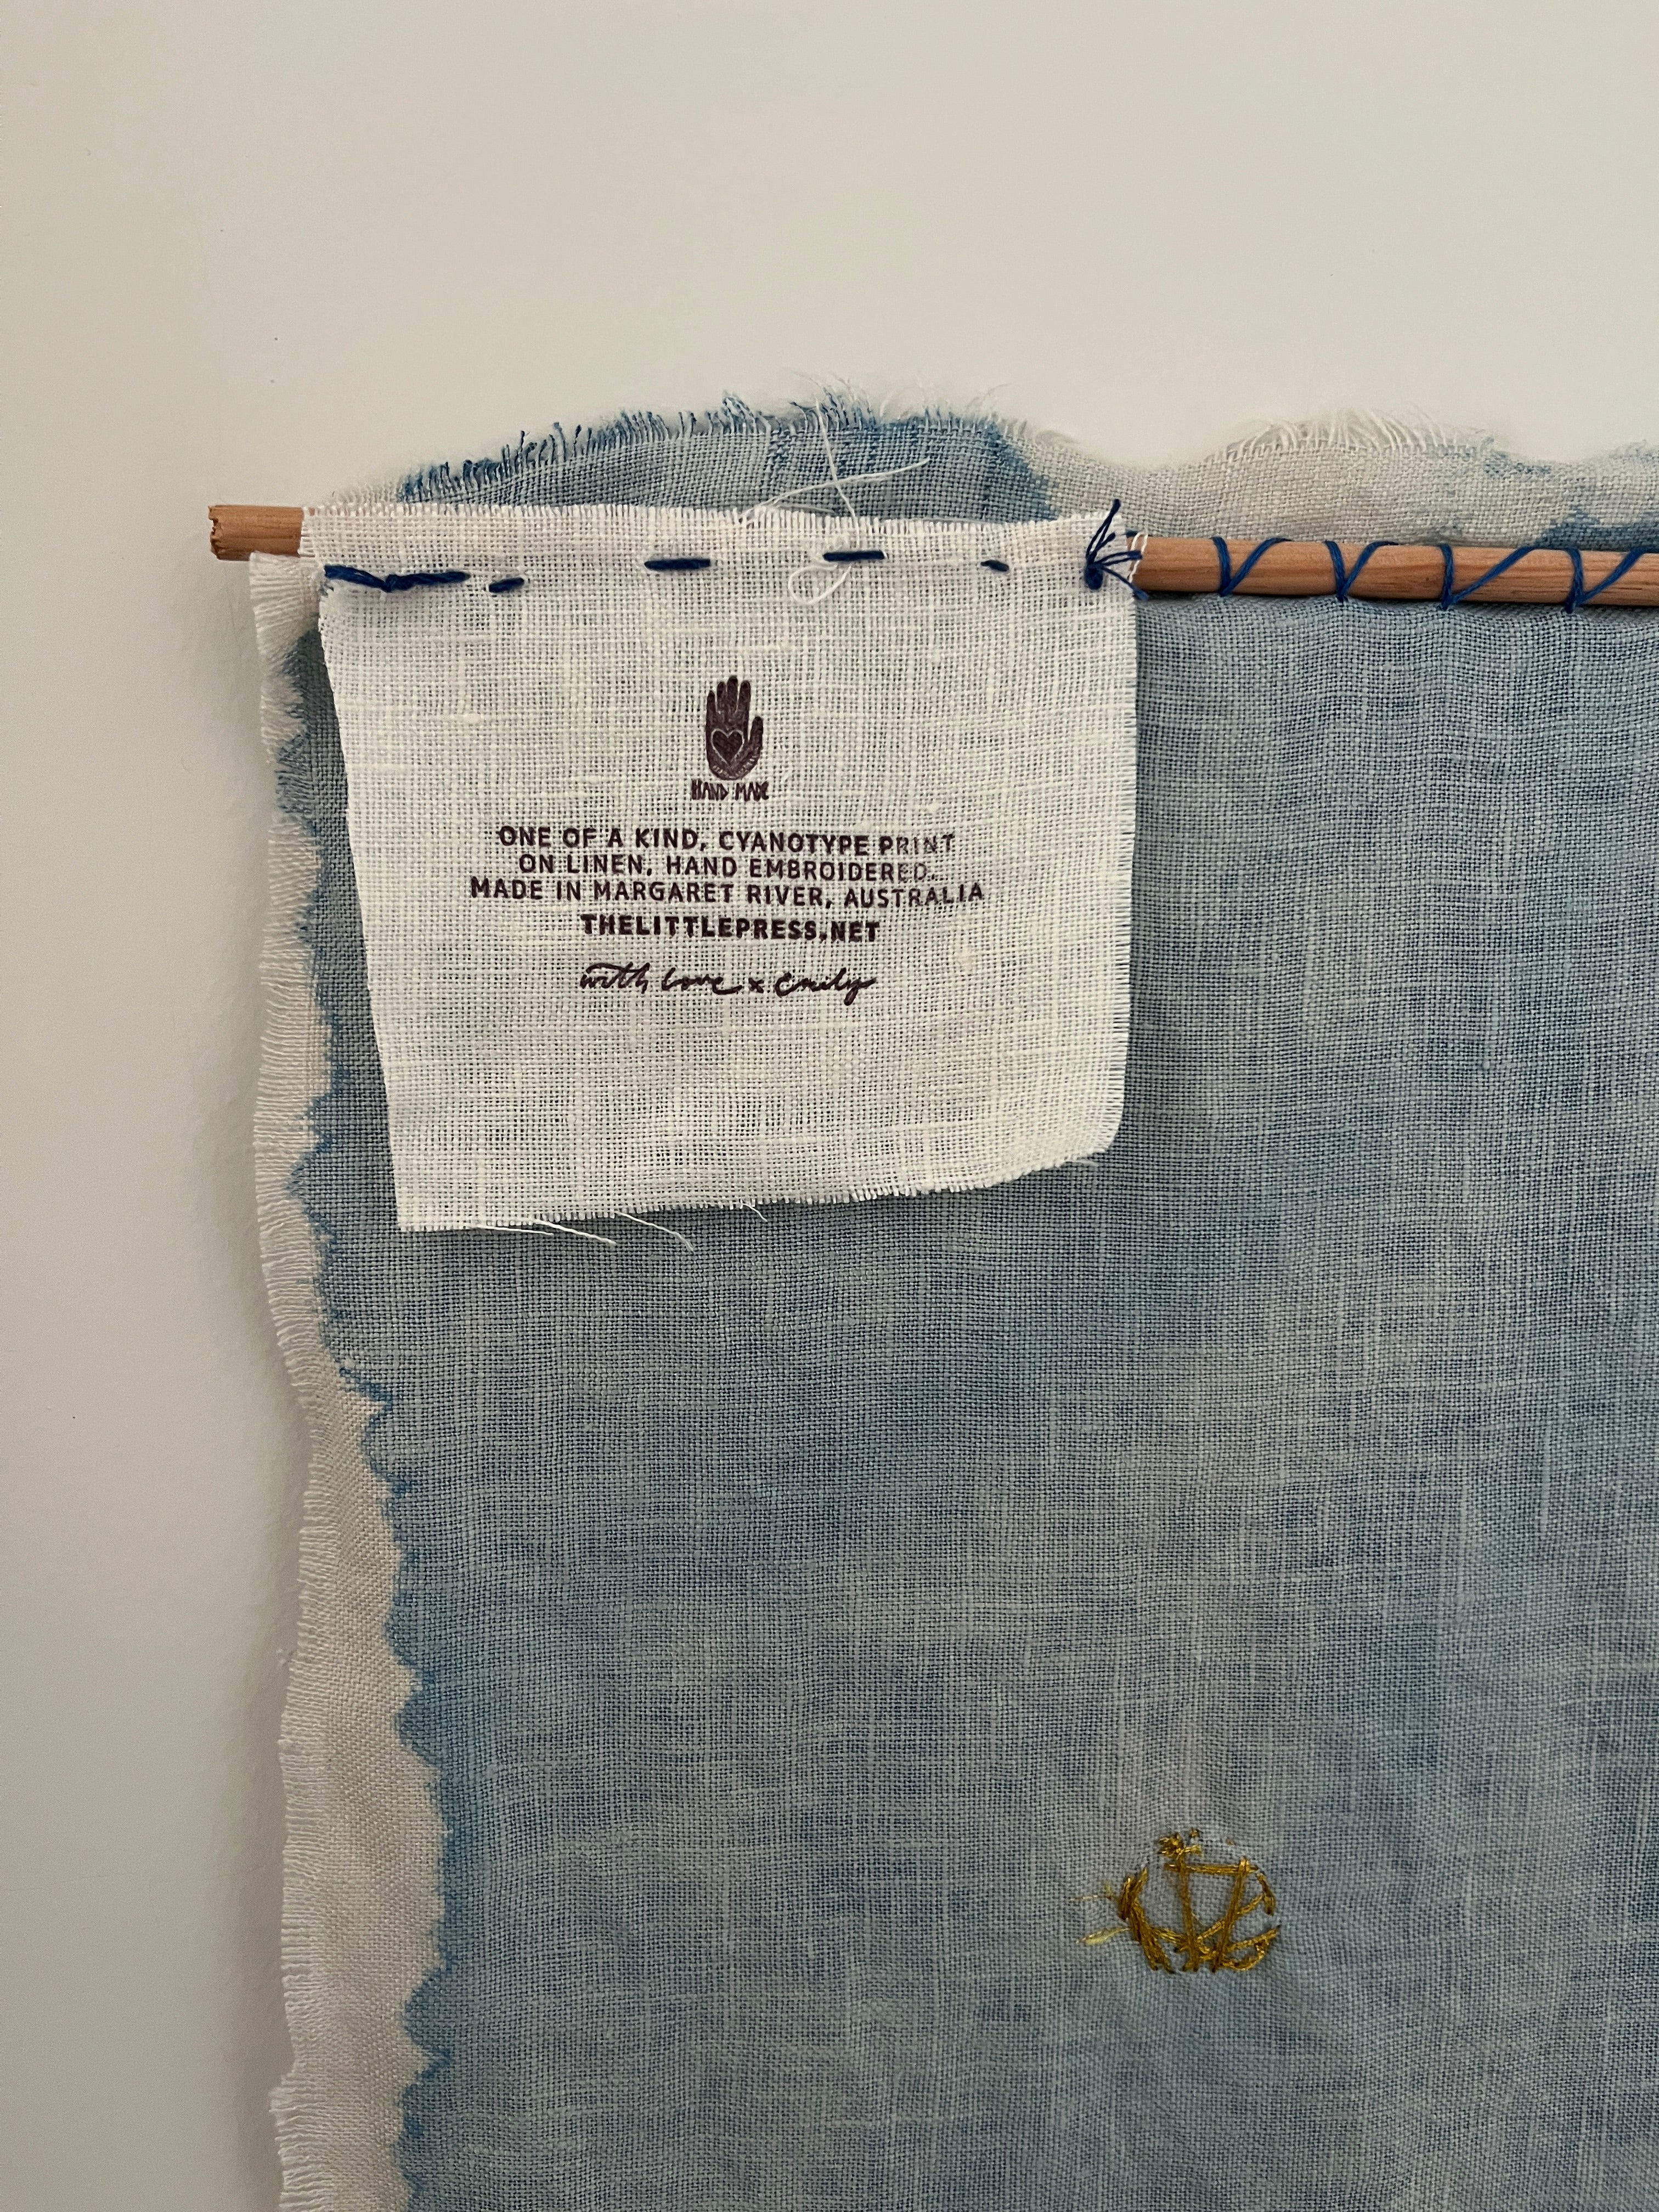 HAND MADE
ONE OF A KIND, CYANOTYPE PRINT
ON LINEN, HAND EMBROIDERED.
MADE IN MARGARET RIVER, AUSTRALIA
THELITTLEPRESS.NET
with love x emily